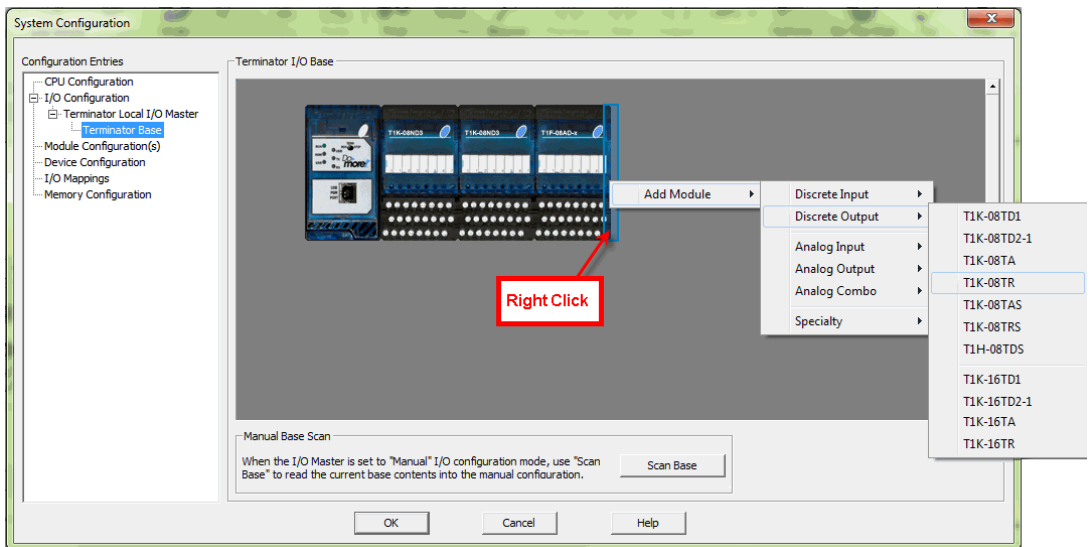 System Configuration
Configuration Entries
CPU Configuration
I/O Configuration
Terminator Local I/O Master
Terminator Base
Module Configuration(s)
Device Configuration
I/O Mappings
Memory Configuration
Terminator I/O Base
T1K-08ND3
T1K-08ND3
T1F-08AD-x
Do-more
Right Click
Add Module
Discrete Input
Discrete Output
Analog Input
Analog Output
Analog Combo
Specialty
T1K-08TD1
T1K-08TD2-1
T1K-08TA
T1K-08TR
T1K-08TAS
T1K-08TRS
T1H-08TDS
T1K-16TD1
T1K-16TD2-1
T1K-16TA
T1K-16TR
Manual Base Scan
When the I/O Master is set to "Manual" I/O configuration mode, use "Scan
Base" to read the current base contents into the manual configuration.
Scan Base
OK
Cancel
Help